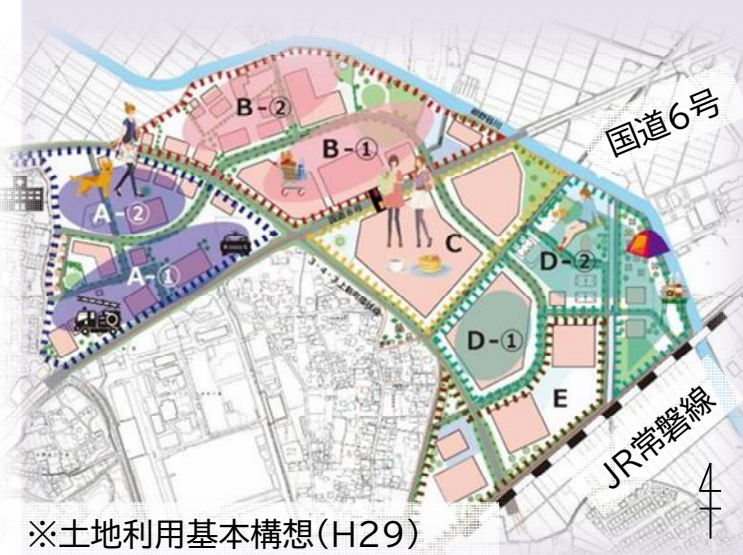 国道6号
B-②
B-①
A-②
A-①
C
D-②
D-①
E
JR常磐線
※土地利用基本構想(H29)